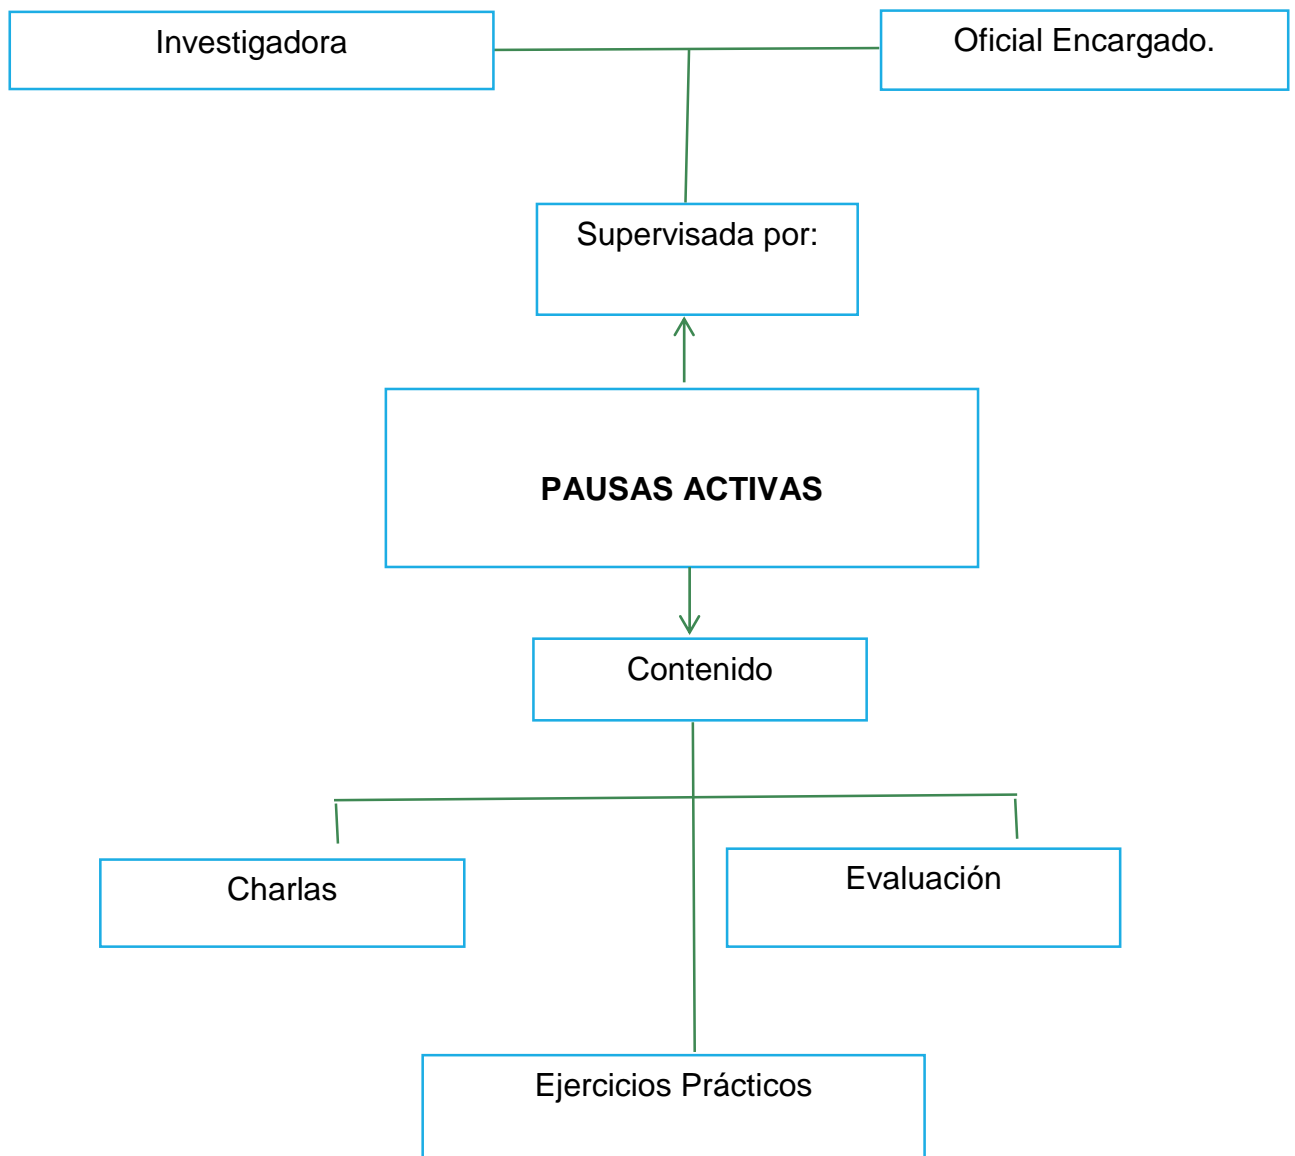 Investigadora
Oficial Encargado.
Supervisada por:
PAUSAS ACTIVAS
Contenido
Charlas
Evaluación
Ejercicios Prácticos